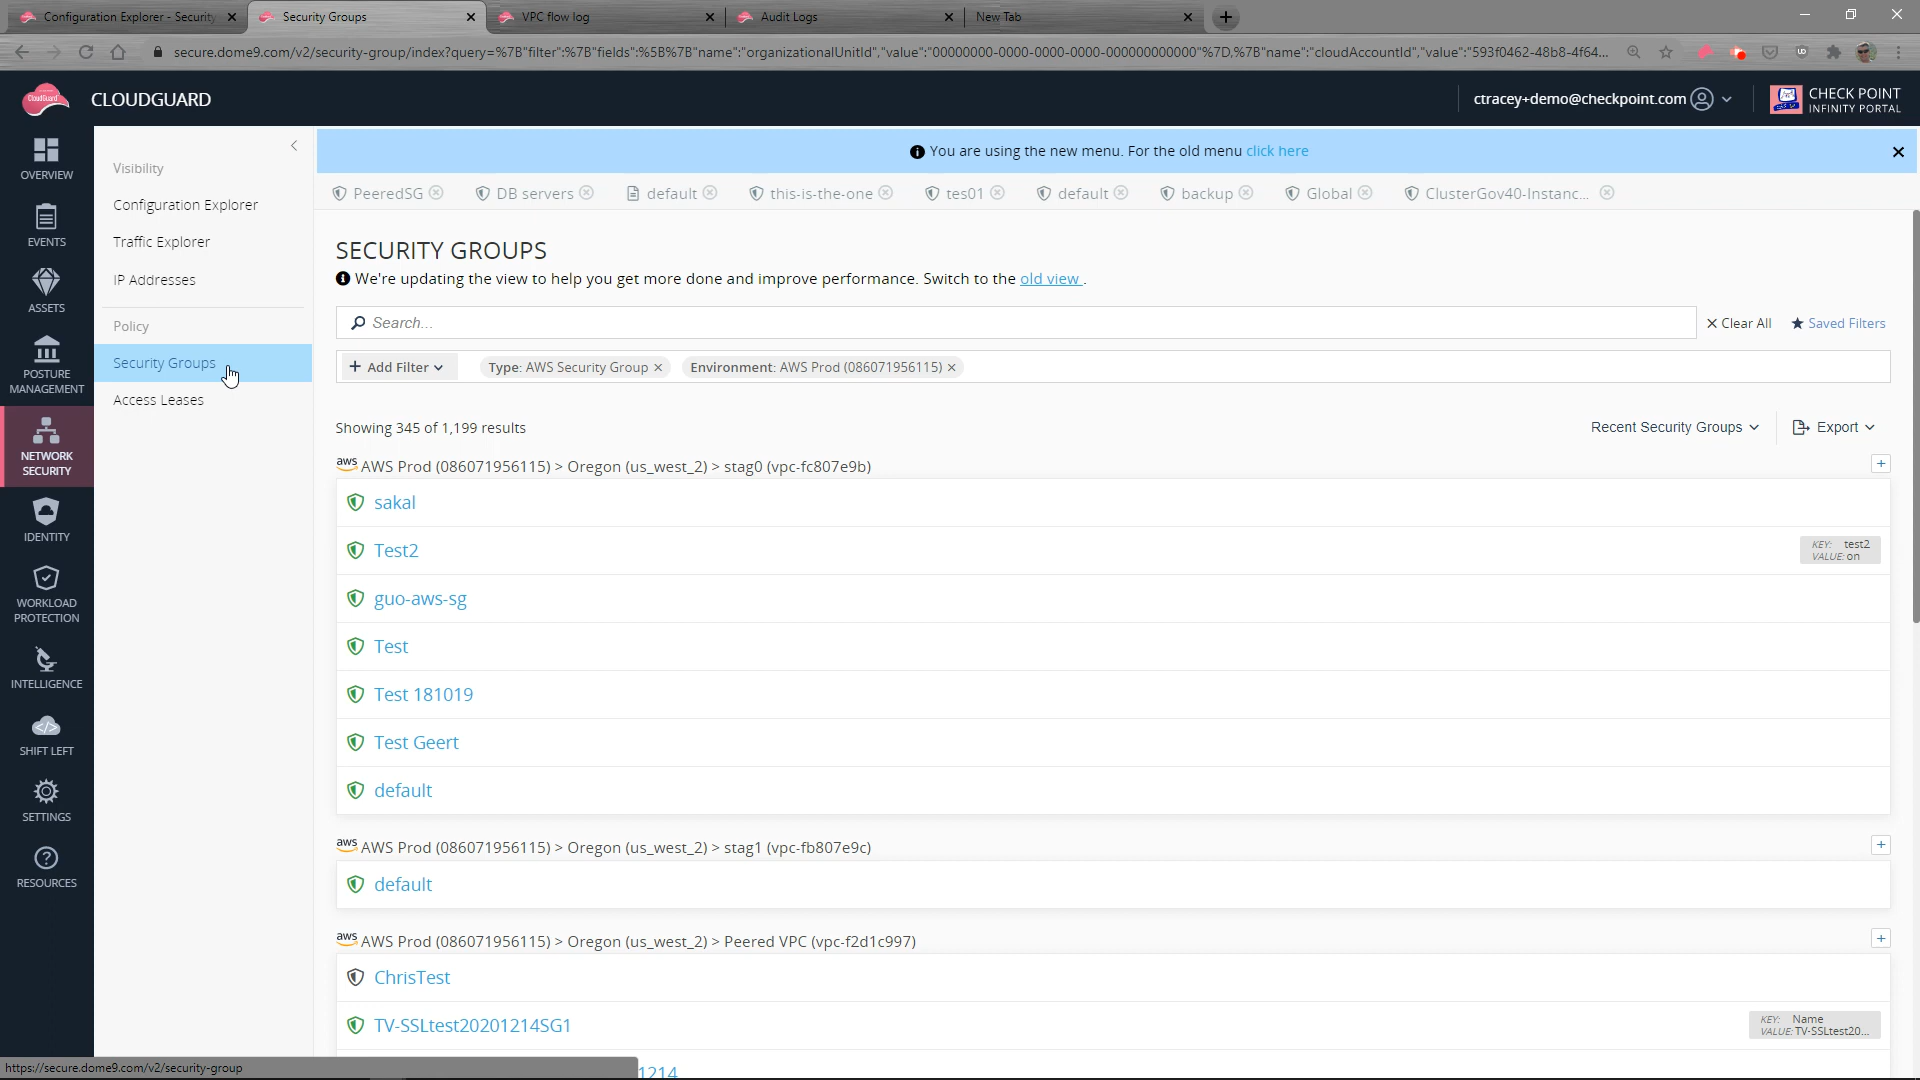 Configuration Explorer - Security
Security Groups
VPC flow log
Audit Logs
New Tab
secure.dome9.com/v2/security-group/index?query=%7B"filter":%7B"fields":%5B%7B"name":"organizationalUnitId","value":"00000000-0000-0000-0000-000000000000"%7D,%7B"name":"cloudAccountId","value":"593f0462-48b8-4f64...
CloudGuard
CLOUDGUARD
ctracey+demo@checkpoint.com
CHECK POINT
INFINITY PORTAL
OVERVIEW
EVENTS
ASSETS
POSTURE
MANAGEMENT
NETWORK
SECURITY
IDENTITY
WORKLOAD
PROTECTION
INTELLIGENCE
SHIFT LEFT
SETTINGS
RESOURCES
Visibility
Configuration Explorer
Traffic Explorer
IP Addresses
Policy
Security Groups
Access Leases
You are using the new menu. For the old menu click here
PeeredSG
DB servers
default
this-is-the-one
tes01
default
backup
Global
ClusterGov40-Instanc...
SECURITY GROUPS
We're updating the view to help you get more done and improve performance. Switch to the old view .
Search...
Clear All
Saved Filters
Add Filter
Type: AWS Security Group
Environment: AWS Prod (086071956115)
Showing 345 of 1,199 results
Recent Security Groups
Export
aws AWS Prod (086071956115) > Oregon (us_west_2) > stag0 (vpc-fc807e9b)
sakal
Test2
KEY: test2
VALUE: on
guo-aws-sg
Test
Test 181019
Test Geert
default
aws AWS Prod (086071956115) > Oregon (us_west_2) > stag1 (vpc-fb807e9c)
default
aws AWS Prod (086071956115) > Oregon (us_west_2) > Peered VPC (vpc-f2d1c997)
ChrisTest
TV-SSLtest20201214SG1
KEY: Name
VALUE: TV-SSLtest20...
1214
https://secure.dome9.com/v2/security-group